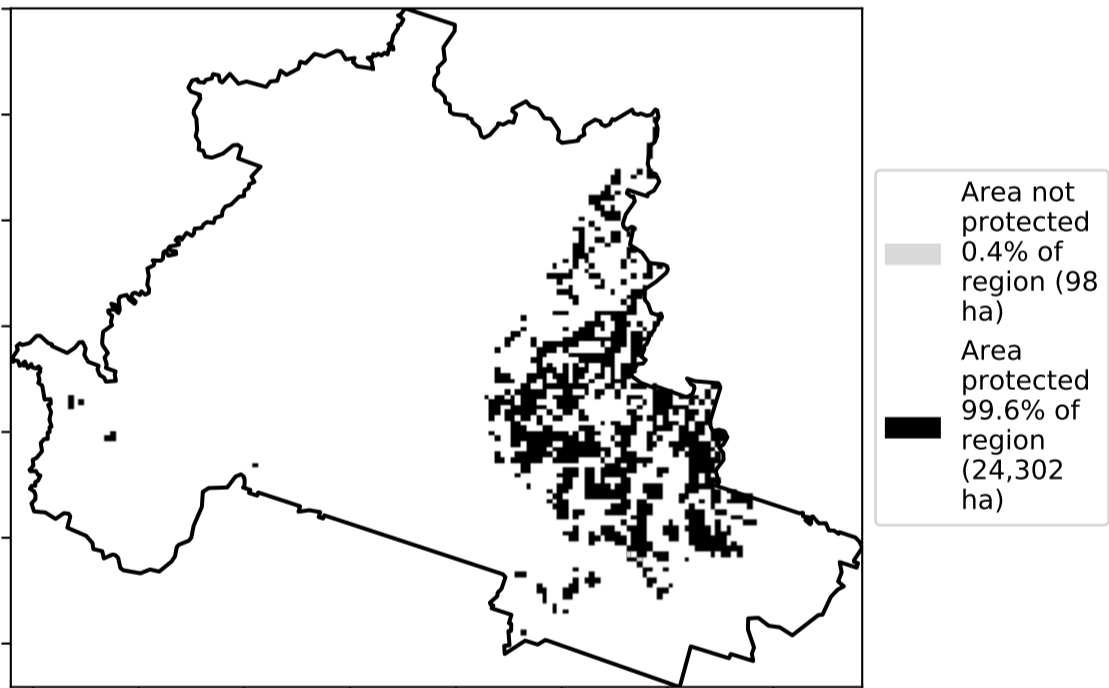 Area not
protected
0.4% of
region (98
ha)
Area
protected
99.6% of
region
(24,302
ha)